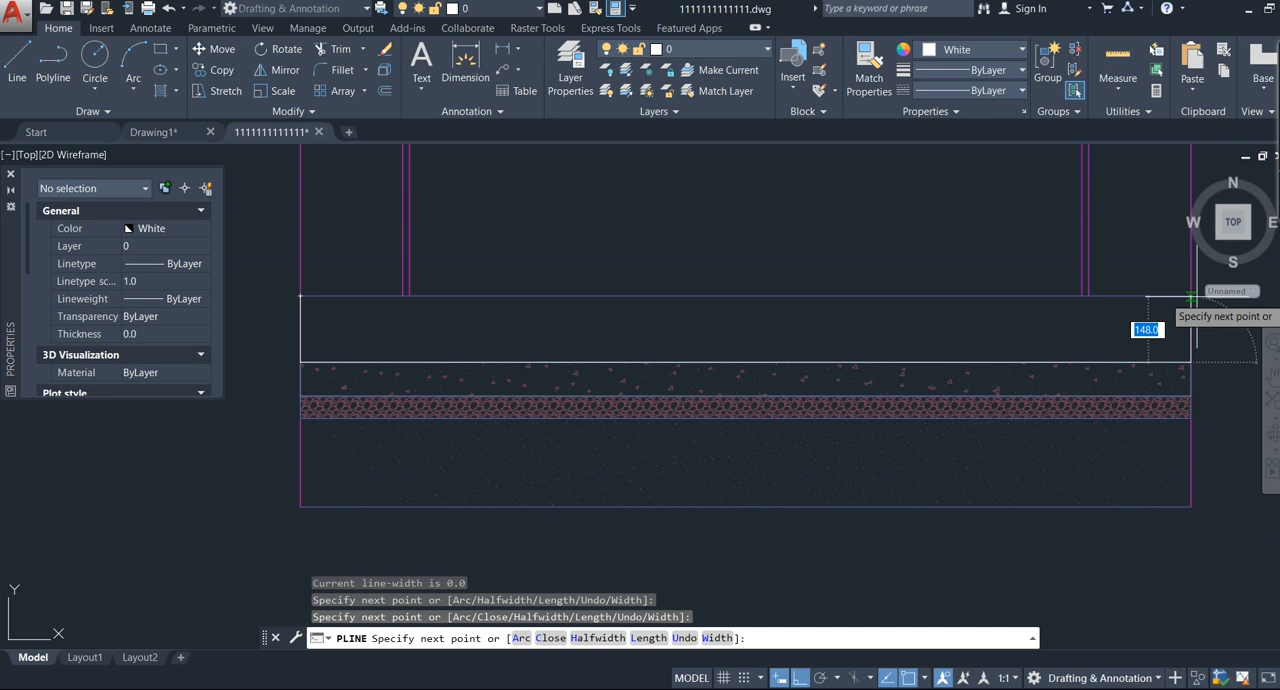 Drafting & Annotation
0
1111111111111.dwg
Type a keyword or phrase
Sign In
Home Insert Annotate Parametric View Manage Output Add-ins Collaborate Raster Tools Express Tools Featured Apps
Line Polyline Circle Arc
Move Rotate Trim
Copy Mirror Fillet
Stretch Scale Array
Text Dimension
Table
Layer
Properties
0
Make Current
Match Layer
Insert
Match
Properties
White
ByLayer
ByLayer
Group
Measure
Paste
Base
Draw Modify Annotation Layers Block Properties Groups Utilities Clipboard View
Start Drawing1* 1111111111111*
[−][Top][2D Wireframe]
No selection
General
Color White
Layer 0
Linetype ByLayer
Linetype sc... 1.0
Lineweight ByLayer
Transparency ByLayer
Thickness 0.0
3D Visualization
Material ByLayer
Plot style
PROPERTIES
N
W TOP E
S
Unnamed
Specify next point or
148.0
Y
X
Current line-width is 0.0
Specify next point or [Arc/Halfwidth/Length/Undo/Width]:
Specify next point or [Arc/Close/Halfwidth/Length/Undo/Width]:
PLINE Specify next point or [Arc Close Halfwidth Length Undo Width]:
Model Layout1 Layout2
MODEL 1:1 Drafting & Annotation